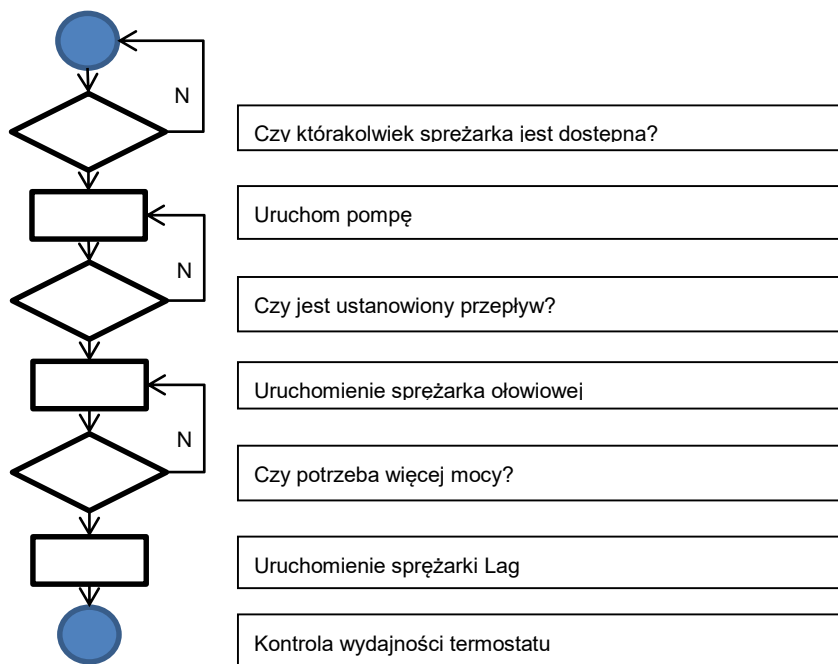 N
Czy którakolwiek sprężarka jest dostępna?
Uruchom pompę
N
Czy jest ustanowiony przepływ?
Uruchomienie sprężarka ołowiowej
N
Czy potrzeba więcej mocy?
Uruchomienie sprężarki Lag
Kontrola wydajności termostatu